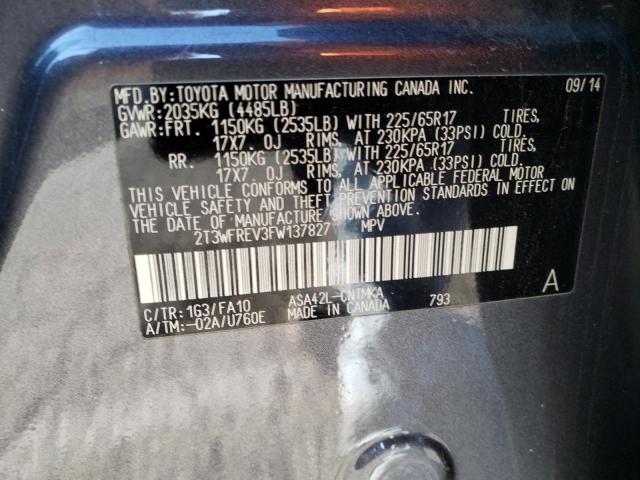 MFD.BY:TOYOTA MOTOR MANUFACTURING CANADA INC. 09/14
GVWR:2035KG (4485LB)
GAWR:FRT. 1150KG (2535LB) WITH 225/65R17 TIRES,
17X7.0J RIMS, AT 230KPA (33PSI) COLD.
RR. 1150KG (2535LB) WITH 225/65R17 TIRES,
17X7.0J RIMS, AT 230KPA (33PSI) COLD.
THIS VEHICLE CONFORMS TO ALL APPLICABLE FEDERAL MOTOR
VEHICLE SAFETY AND THEFT PREVENTION STANDARDS IN EFFECT ON
THE DATE OF MANUFACTURE SHOWN ABOVE.
2T3WFREV3FW137827 MPV
A
C/TR:1G3/FA10 ASA42L-CNTMKA 793
A/TM:-02A/U760E MADE IN CANADA